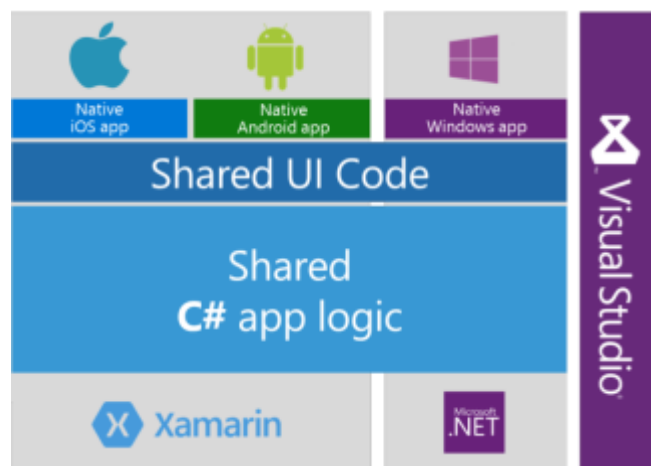 Native
iOS app
Native
Android app
Native
Windows app
Shared UI Code
Shared
C# app logic
X Xamarin
Microsoft
.NET
Visual Studio